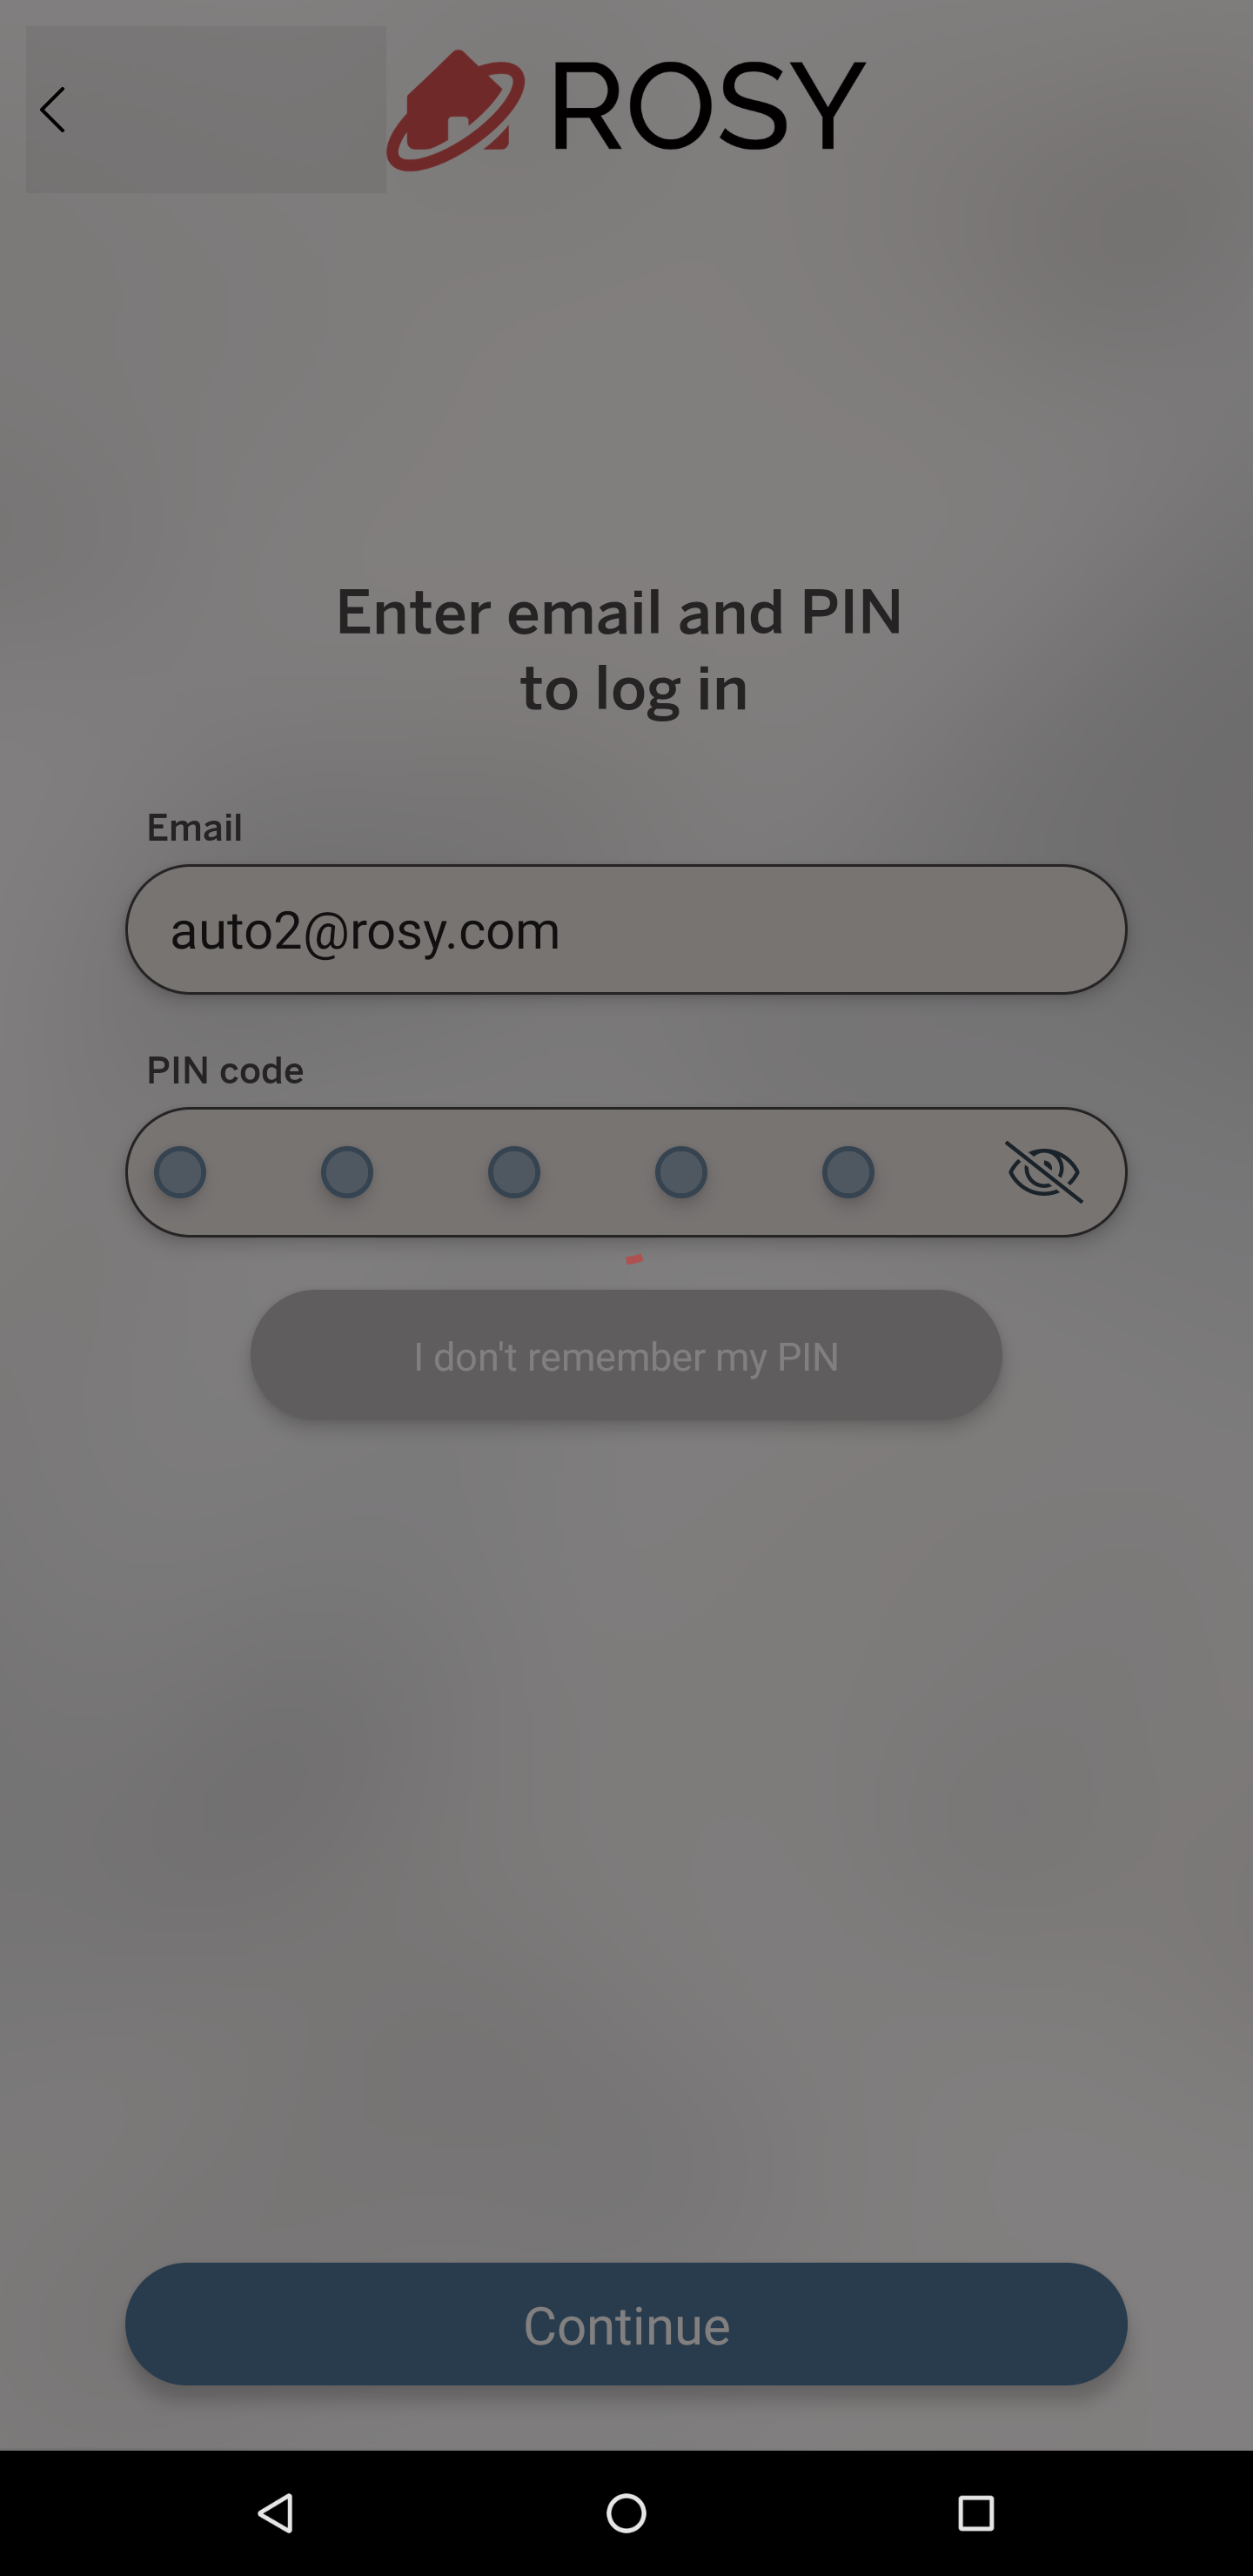 ROSY
Enter email and PIN
to log in
Email
auto2@rosy.com
PIN code
I don't remember my PIN
Continue